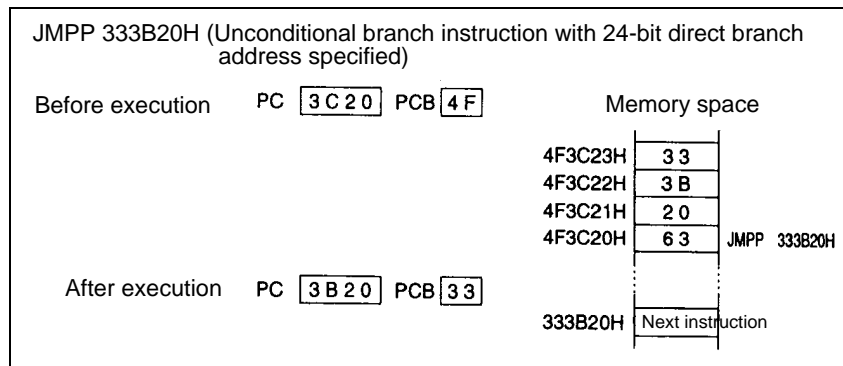 JMPP 333B20H (Unconditional branch instruction with 24-bit direct branch
address specified)
Before execution PC 3C20 PCB 4F Memory space
4F3C23H 33
4F3C22H 3B
4F3C21H 20
4F3C20H 63 JMPP 333B20H
After execution PC 3B20 PCB 33
333B20H Next instruction